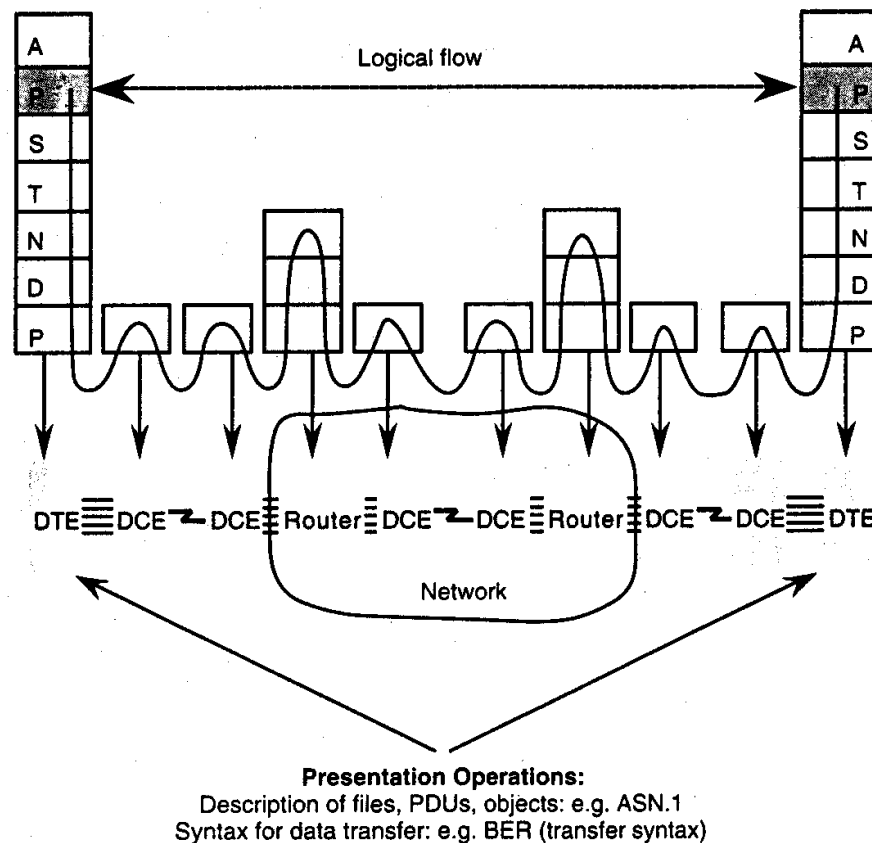 A A
Logical flow
P P
S S
T T
N N
D D
P P
DTE DCE DCE Router DCE DCE Router DCE DCE DTE
Network
Presentation Operations:
Description of files, PDUs, objects: e.g. ASN.1
Syntax for data transfer: e.g. BER (transfer syntax)